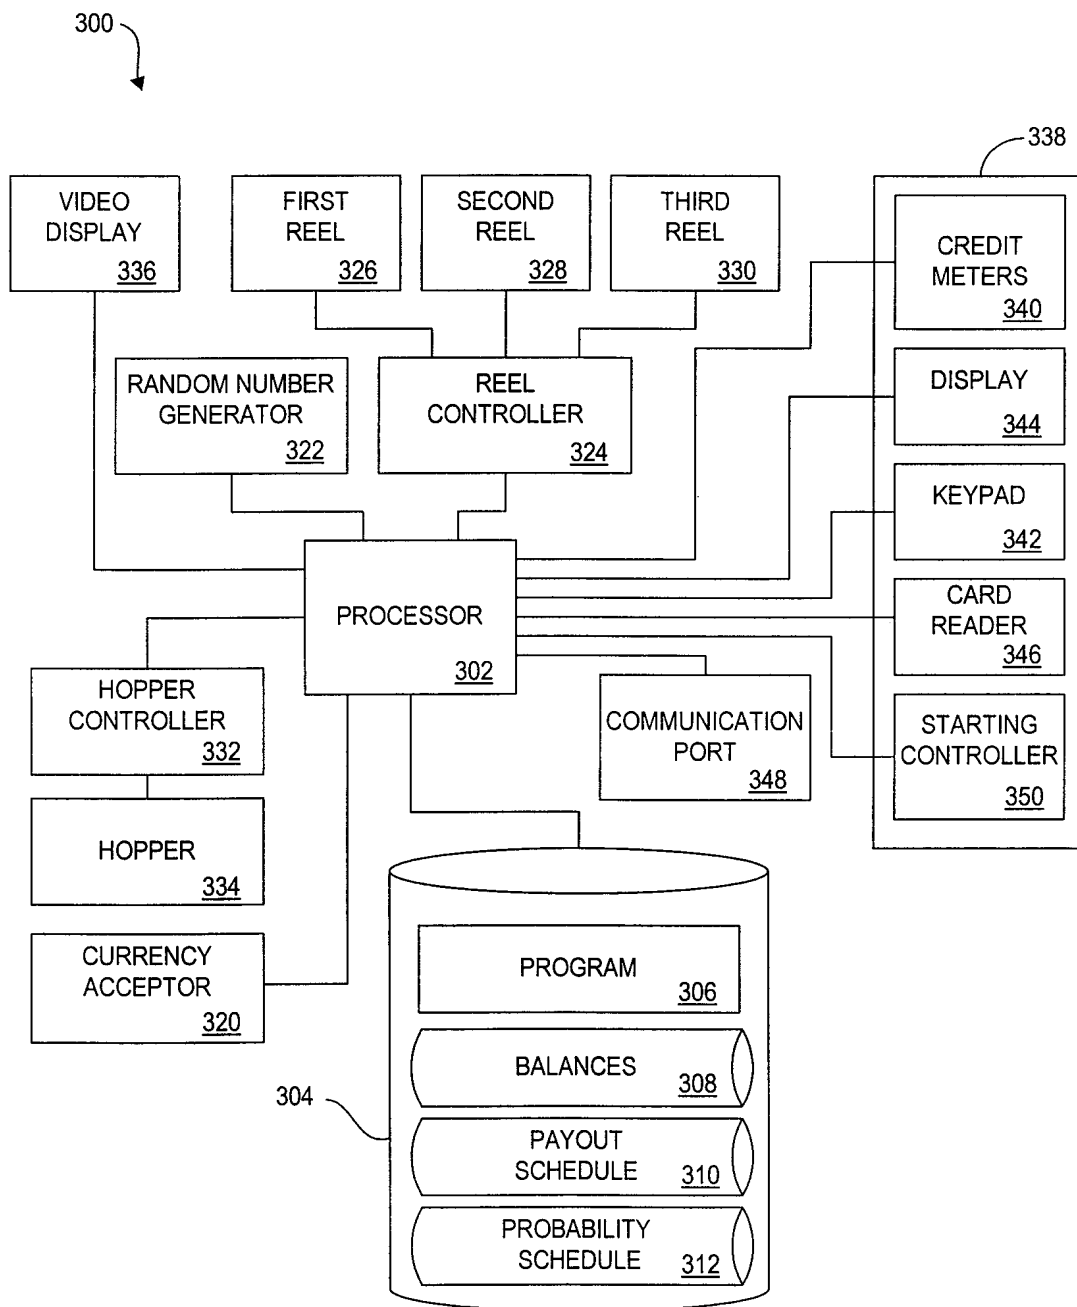 300
338
VIDEO
DISPLAY
336
FIRST
REEL
326
SECOND
REEL
328
THIRD
REEL
330
CREDIT
METERS
340
RANDOM NUMBER
GENERATOR
322
REEL
CONTROLLER
324
DISPLAY
344
KEYPAD
342
PROCESSOR
302
CARD
READER
346
HOPPER
CONTROLLER
332
COMMUNICATION
PORT
348
STARTING
CONTROLLER
350
HOPPER
334
CURRENCY
ACCEPTOR
320
PROGRAM
306
BALANCES
308
304
PAYOUT
SCHEDULE
310
PROBABILITY
SCHEDULE
312